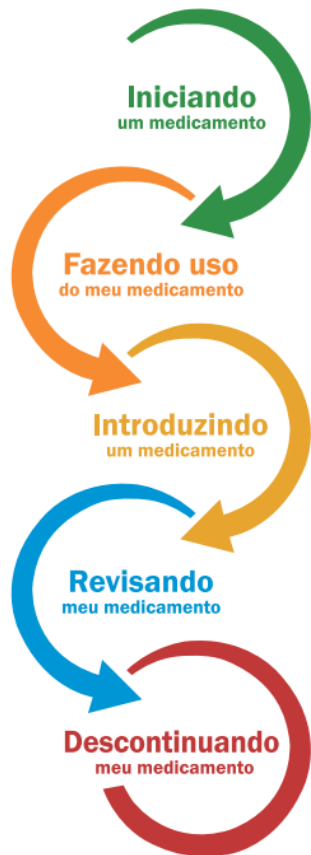 Iniciando
um medicamento
Fazendo uso
do meu medicamento
Introduzindo
um medicamento
Revisando
meu medicamento
Descontinuando
meu medicamento